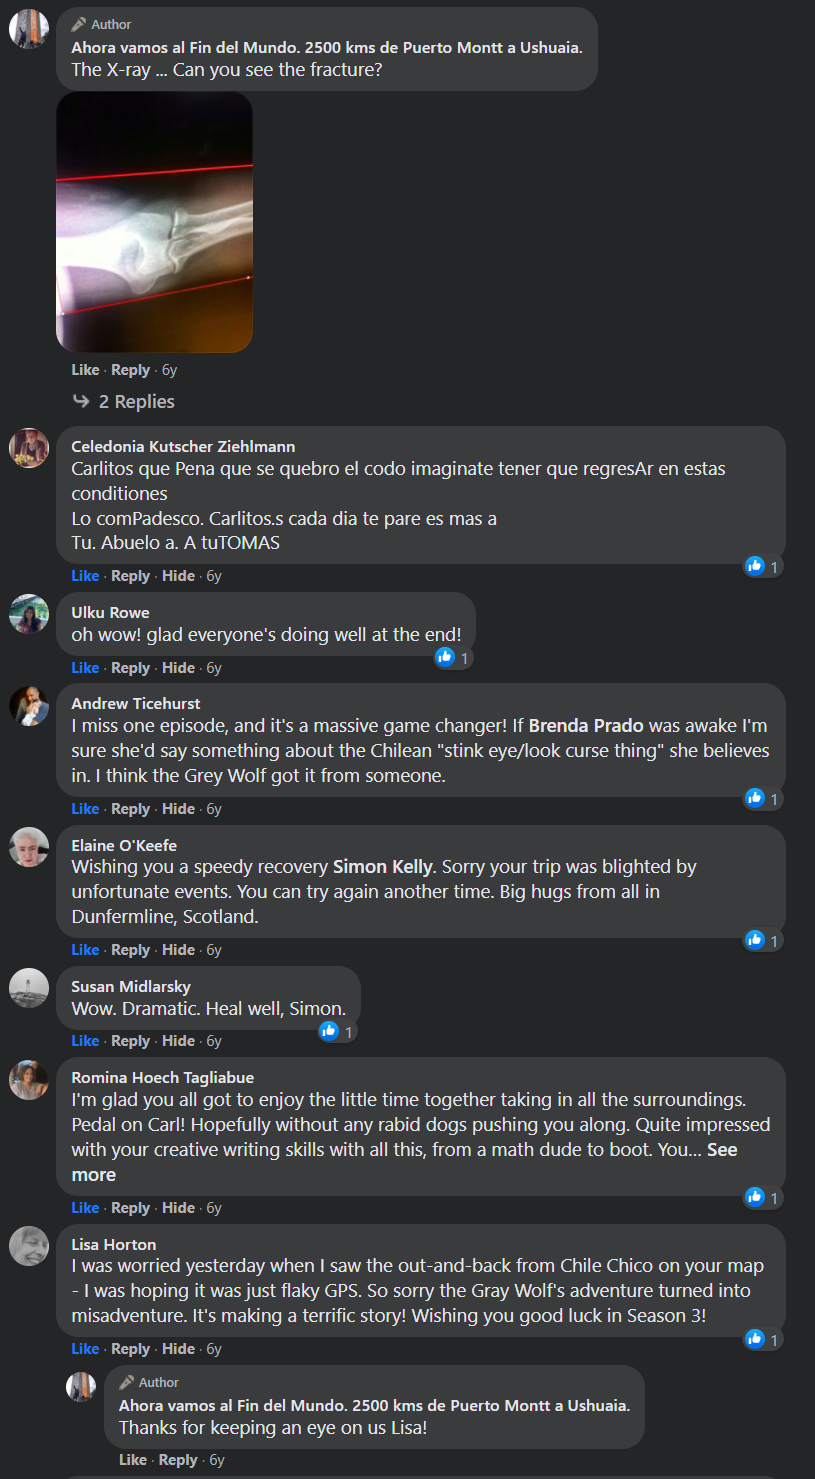 Author
Ahora vamos al Fin del Mundo. 2500 kms de Puerto Montt a Ushuaia.
The X-ray ... Can you see the fracture?
Like · Reply · 6y
2 Replies
Celedonia Kutscher Ziehlmann
Carlitos que Pena que se quebro el codo imaginate tener que regresAr en estas
conditiones
Lo comPadesco. Carlitos.s cada dia te pare es mas a
Tu. Abuelo a. A tuTOMAS
1
Like · Reply · Hide · 6y
Ulku Rowe
oh wow! glad everyone's doing well at the end!
1
Like · Reply · Hide · 6y
Andrew Ticehurst
I miss one episode, and it's a massive game changer! If Brenda Prado was awake I'm
sure she'd say something about the Chilean "stink eye/look curse thing" she believes
in. I think the Grey Wolf got it from someone.
1
Like · Reply · Hide · 6y
Elaine O'Keefe
Wishing you a speedy recovery Simon Kelly. Sorry your trip was blighted by
unfortunate events. You can try again another time. Big hugs from all in
Dunfermline, Scotland.
1
Like · Reply · Hide · 6y
Susan Midlarsky
Wow. Dramatic. Heal well, Simon.
1
Like · Reply · Hide · 6y
Romina Hoech Tagliabue
I'm glad you all got to enjoy the little time together taking in all the surroundings.
Pedal on Carl! Hopefully without any rabid dogs pushing you along. Quite impressed
with your creative writing skills with all this, from a math dude to boot. You... See
more
1
Like · Reply · Hide · 6y
Lisa Horton
I was worried yesterday when I saw the out-and-back from Chile Chico on your map
- I was hoping it was just flaky GPS. So sorry the Gray Wolf's adventure turned into
misadventure. It's making a terrific story! Wishing you good luck in Season 3!
1
Like · Reply · Hide · 6y
Author
Ahora vamos al Fin del Mundo. 2500 kms de Puerto Montt a Ushuaia.
Thanks for keeping an eye on us Lisa!
Like · Reply · 6y